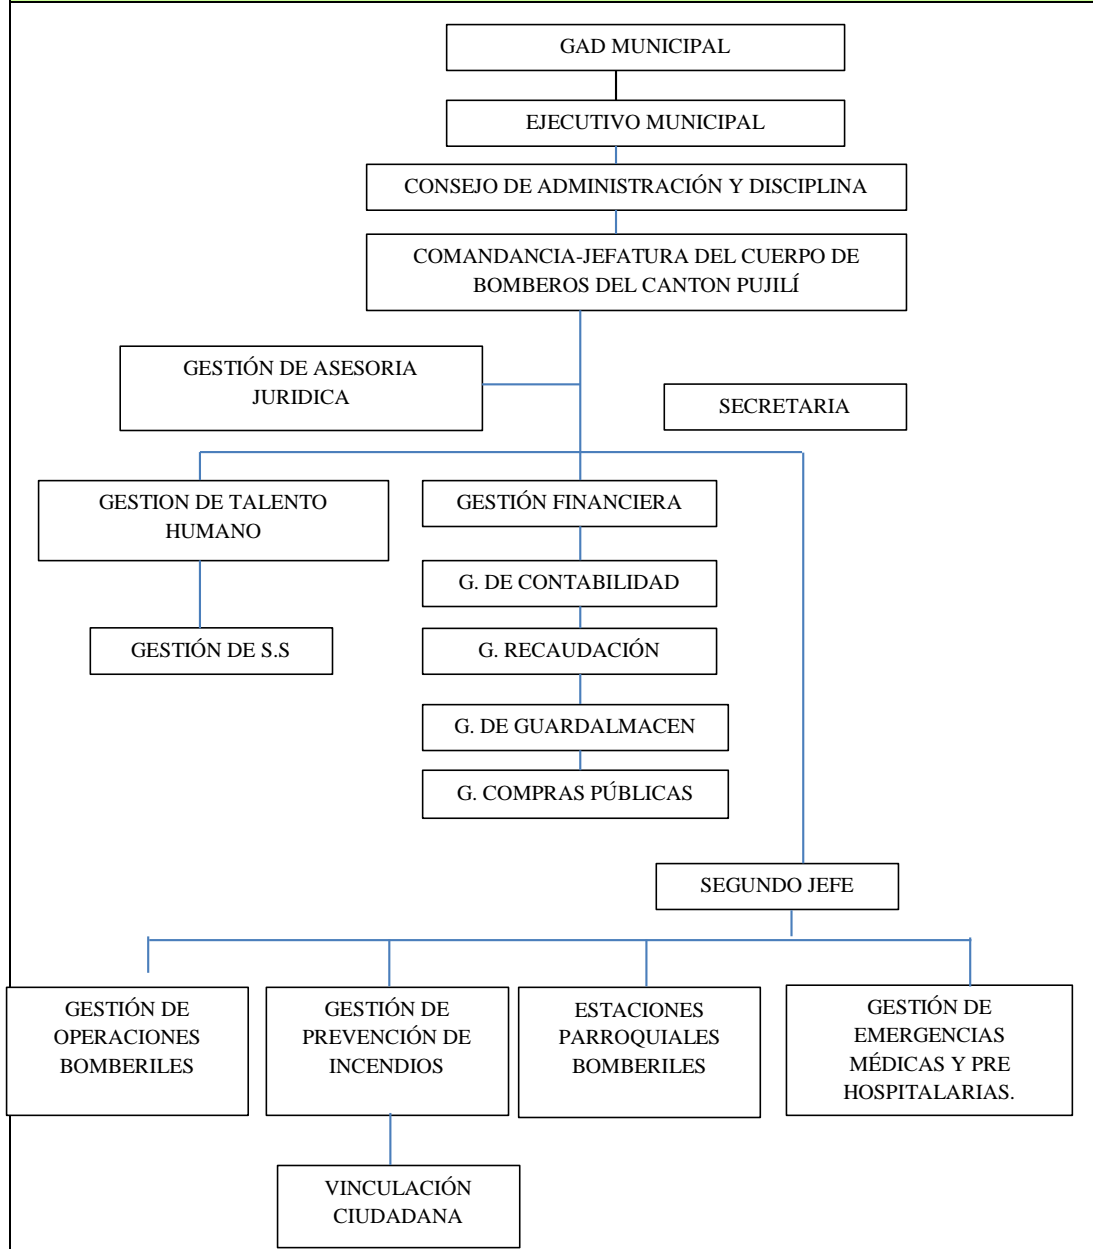 GAD MUNICIPAL
EJECUTIVO MUNICIPAL
CONSEJO DE ADMINISTRACIÓN Y DISCIPLINA
COMANDANCIA-JEFATURA DEL CUERPO DE
BOMBEROS DEL CANTON PUJILÍ
GESTIÓN DE ASESORIA
JURIDICA
SECRETARIA
GESTION DE TALENTO
HUMANO
GESTIÓN FINANCIERA
G. DE CONTABILIDAD
GESTIÓN DE S.S
G. RECAUDACIÓN
G. DE GUARDALMACEN
G. COMPRAS PÚBLICAS
SEGUNDO JEFE
GESTIÓN DE
OPERACIONES
BOMBERILES
GESTIÓN DE
PREVENCIÓN DE
INCENDIOS
ESTACIONES
PARROQUIALES
BOMBERILES
GESTIÓN DE
EMERGENCIAS
MÉDICAS Y PRE
HOSPITALARIAS.
VINCULACIÓN
CIUDADANA